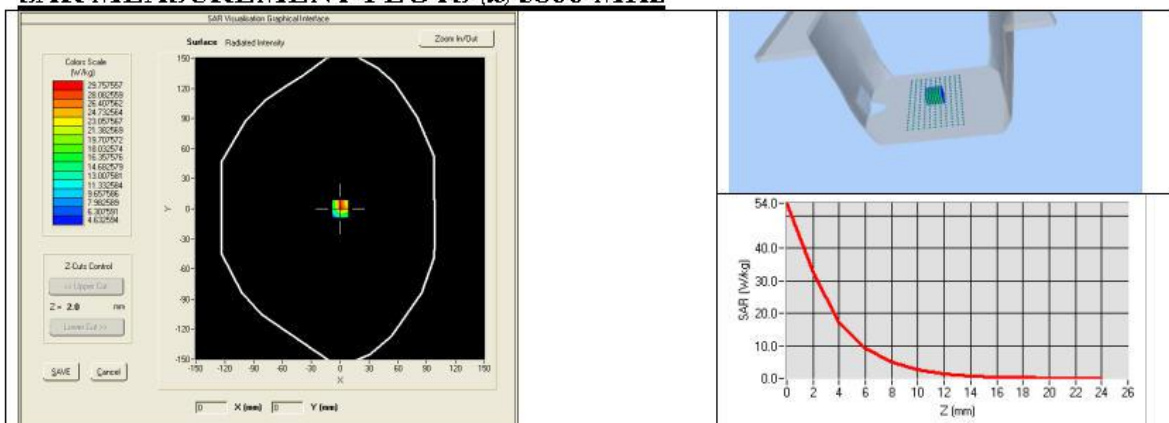 SAR MEASUREMENT PLOTS @ 5800 MHz
SAR Visualisation Graphical Interface
Surface Radiated Intensity
Zoom In/Out
Colors Scale
(W/kg)
29.757557
28.082559
26.407562
24.732564
23.057567
21.382569
19.707572
18.032574
16.357576
14.682579
13.007581
11.332584
9.657586
7.982589
6.307591
4.632594
Z-Cuts Control
<< Upper Cut
Z = 2.0 mm
Lower Cut >>
SAVE Cancel
150
120
90
60
30
Y 0
-30
-60
-90
-120
-150
-150 -120 -90 -60 -30 0 30 60 90 120 150
X
0 X (mm) 0 Y (mm)
54.0
40.0
30.0
20.0
10.0
0.0
SAR (W/kg)
0 2 4 6 8 10 12 14 16 18 20 22 24 26
Z (mm)